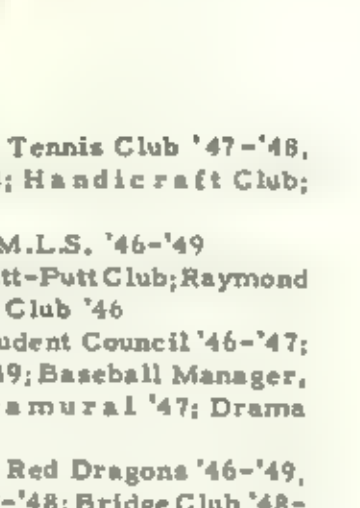 Tennis Club '47-'48,
; Handicraft Club;
M.L.S. '46-'49
tt-Putt Club; Raymond
Club '46
udent Council '46-'47;
9; Baseball Manager,
amural '47; Drama
Red Dragons '46-'49,
-'48; Bridge Club '48-